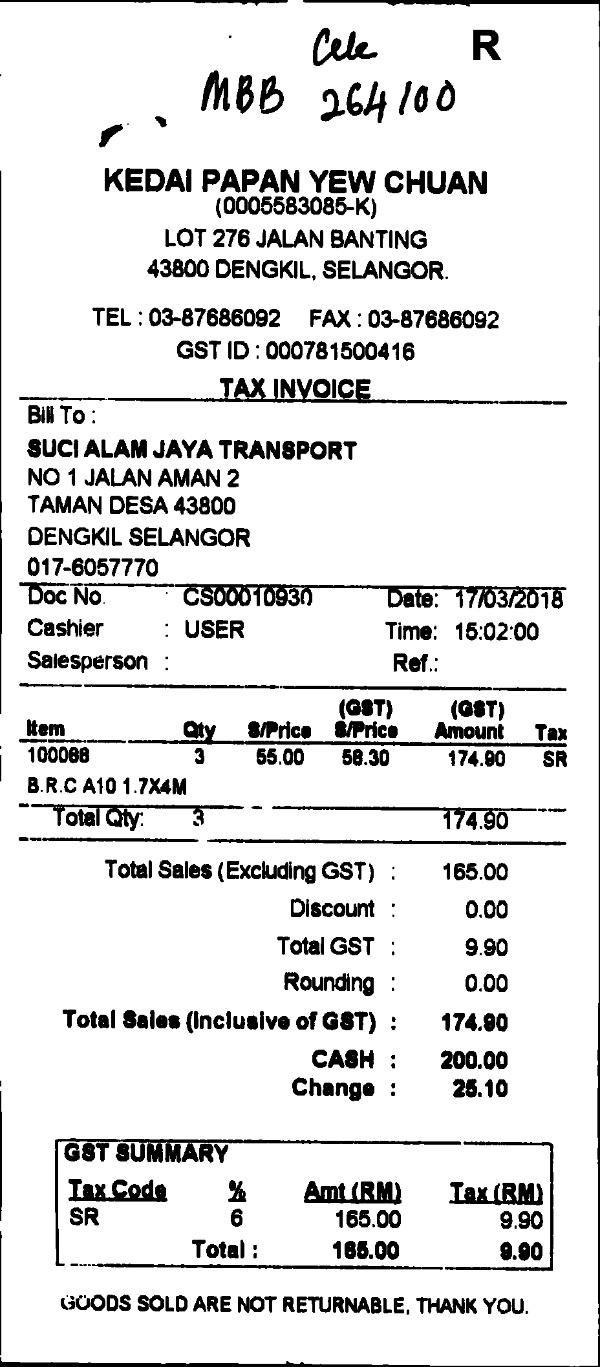 Cele R
MBB 264100
KEDAI PAPAN YEW CHUAN
(0005583085-K)
LOT 276 JALAN BANTING
43800 DENGKIL, SELANGOR.
TEL : 03-87686092 FAX : 03-87686092
GST ID : 000781500416
TAX INVOICE
Bill To :
SUCI ALAM JAYA TRANSPORT
NO 1 JALAN AMAN 2
TAMAN DESA 43800
DENGKIL SELANGOR
017-6057770
Doc No. : CS00010930 Date: 17/03/2018
Cashier : USER Time: 15:02:00
Salesperson : Ref.:
(GST) (GST)
Item Qty S/Price S/Price Amount Tax
100088 3 55.00 58.30 174.90 SR
B.R.C A10 1.7X4M
Total Qty: 3 174.90
Total Sales (Excluding GST) : 165.00
Discount : 0.00
Total GST : 9.90
Rounding : 0.00
Total Sales (Inclusive of GST) : 174.90
CASH : 200.00
Change : 25.10
GST SUMMARY
Tax Code % Amt (RM) Tax (RM)
SR 6 165.00 9.90
Total : 165.00 9.90
GOODS SOLD ARE NOT RETURNABLE, THANK YOU.